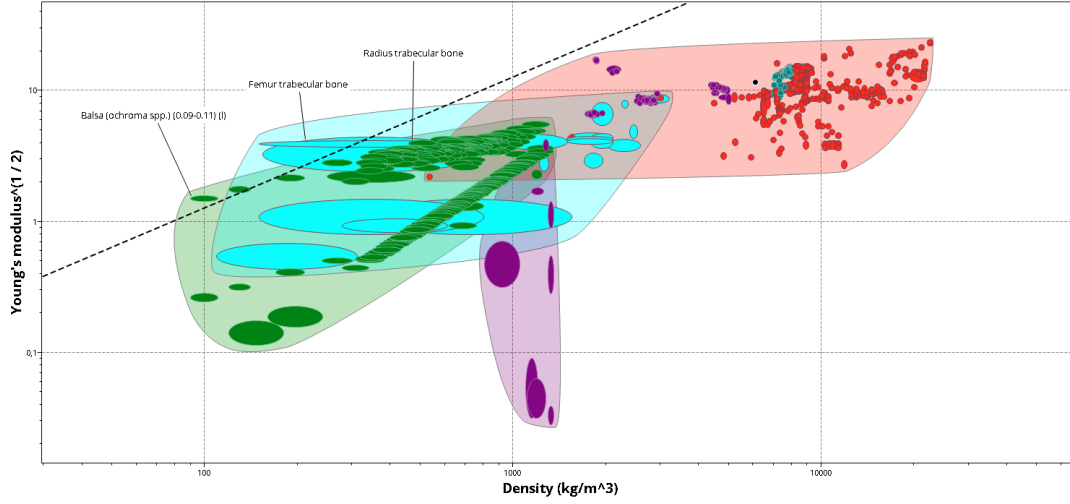 Radius trabecular bone
Femur trabecular bone
Balsa (ochroma spp.) (0.09-0.11) (l)
Young's modulus^(1 / 2)
10
1
0,1
100
1000
10000
Density (kg/m^3)